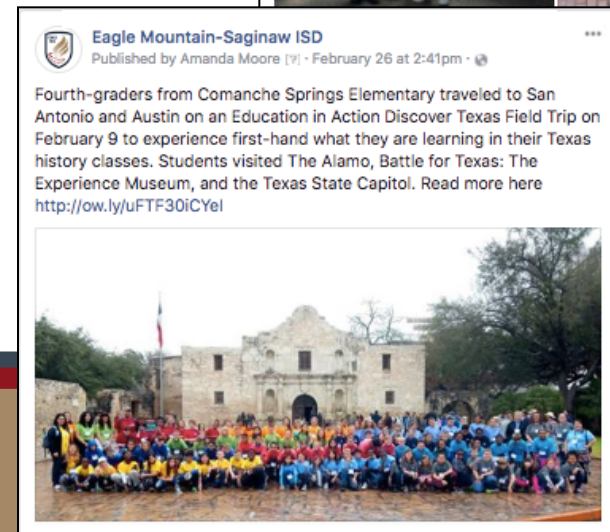 Eagle Mountain-Saginaw ISD
Published by Amanda Moore [?] · February 26 at 2:41pm ·
Fourth-graders from Comanche Springs Elementary traveled to San
Antonio and Austin on an Education in Action Discover Texas Field Trip on
February 9 to experience first-hand what they are learning in their Texas
history classes. Students visited The Alamo, Battle for Texas: The
Experience Museum, and the Texas State Capitol. Read more here
http://ow.ly/uFTF30iCYel